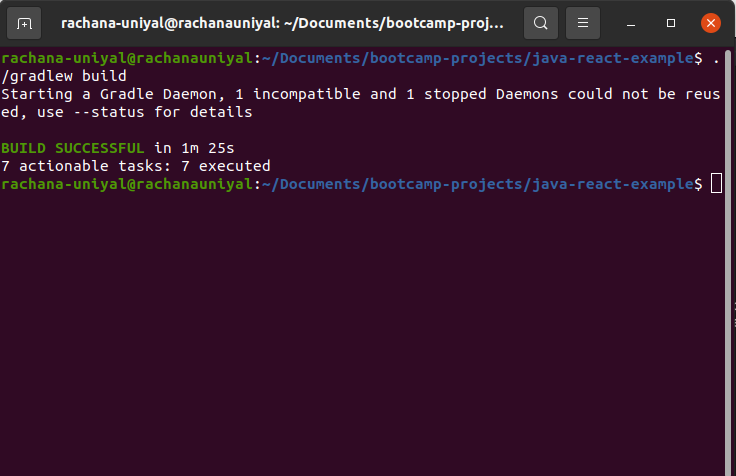 rachana-uniyal@rachanauniyal: ~/Documents/bootcamp-proj...
rachana-uniyal@rachanauniyal:~/Documents/bootcamp-projects/java-react-example$ .
/gradlew build
Starting a Gradle Daemon, 1 incompatible and 1 stopped Daemons could not be reus
ed, use --status for details
BUILD SUCCESSFUL in 1m 25s
7 actionable tasks: 7 executed
rachana-uniyal@rachanauniyal:~/Documents/bootcamp-projects/java-react-example$